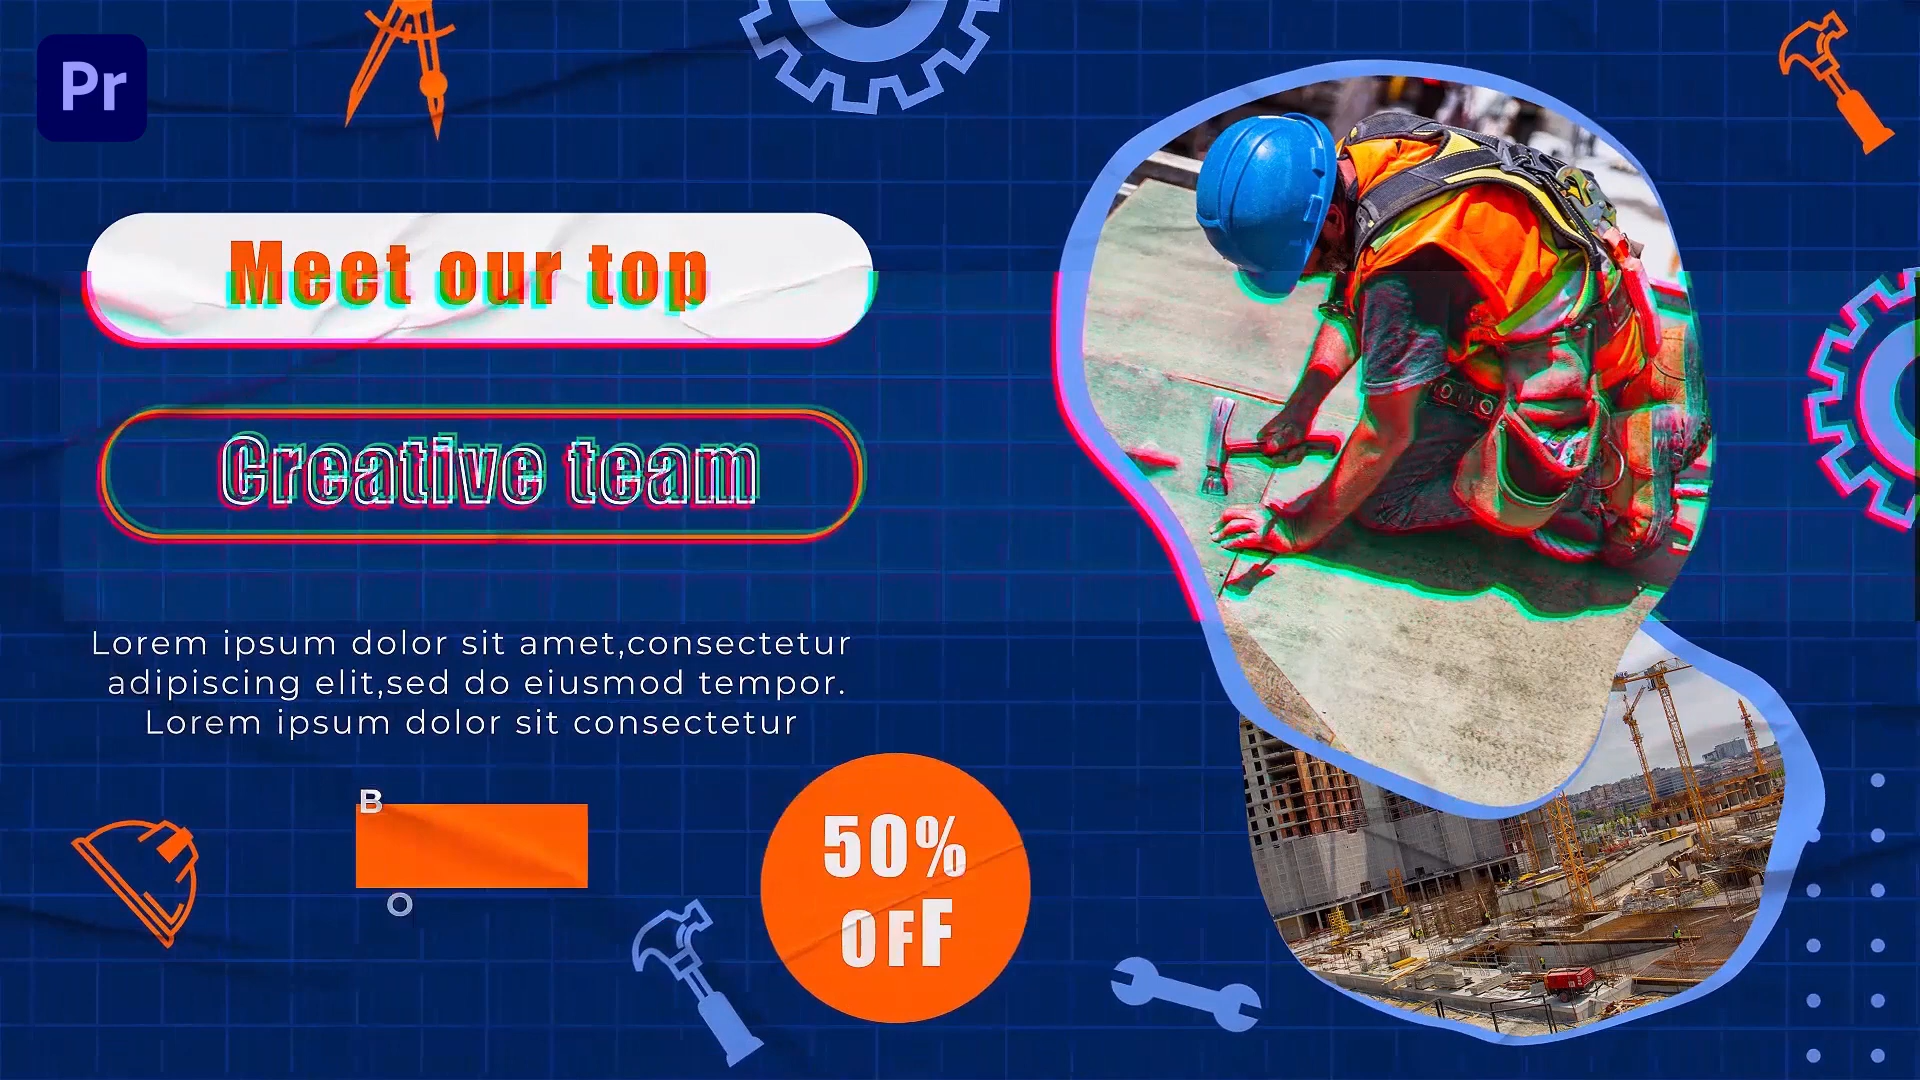 Pr
Meet our top
Creative team
Lorem ipsum dolor sit amet,consectetur
adipiscing elit,sed do eiusmod tempor.
Lorem ipsum dolor sit consectetur
B
O
50%
OFF